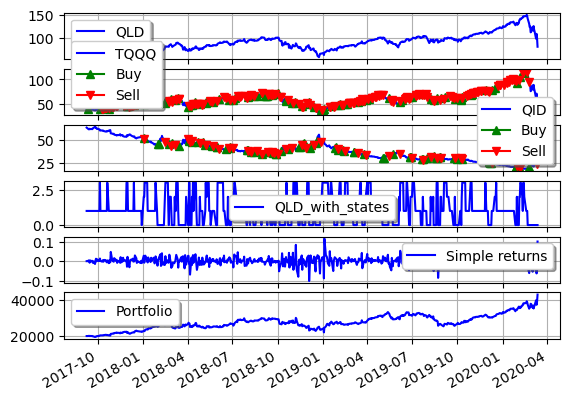 150
100
QLD
TQQQ
Buy
Sell
100
50
QID
Buy
Sell
50
25
2.5
0.0
QLD_with_states
0.1
0.0
−0.1
Simple returns
40000
20000
Portfolio
2017-10
2018-01
2018-04
2018-07
2018-10
2019-01
2019-04
2019-07
2019-10
2020-01
2020-04